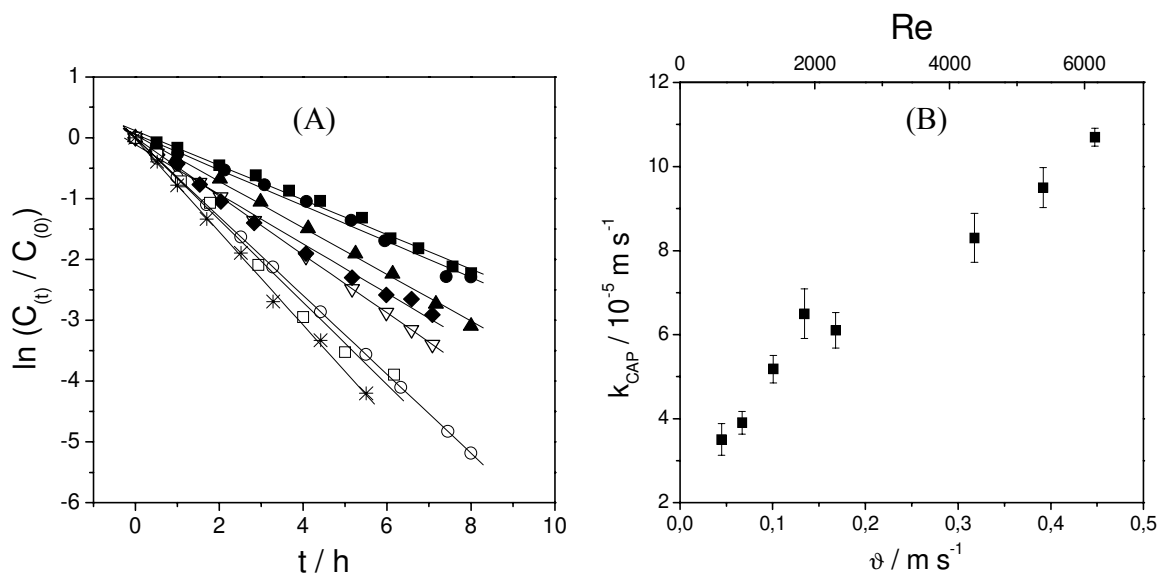 (A)
ln (C(t) / C(0))
1
0
-1
-2
-3
-4
-5
-6
0 2 4 6 8 10
t / h
Re
0 2000 4000 6000
(B)
k_CAP / 10^-5 m s^-1
12
10
8
6
4
2
0,0 0,1 0,2 0,3 0,4 0,5
ϑ / m s^-1